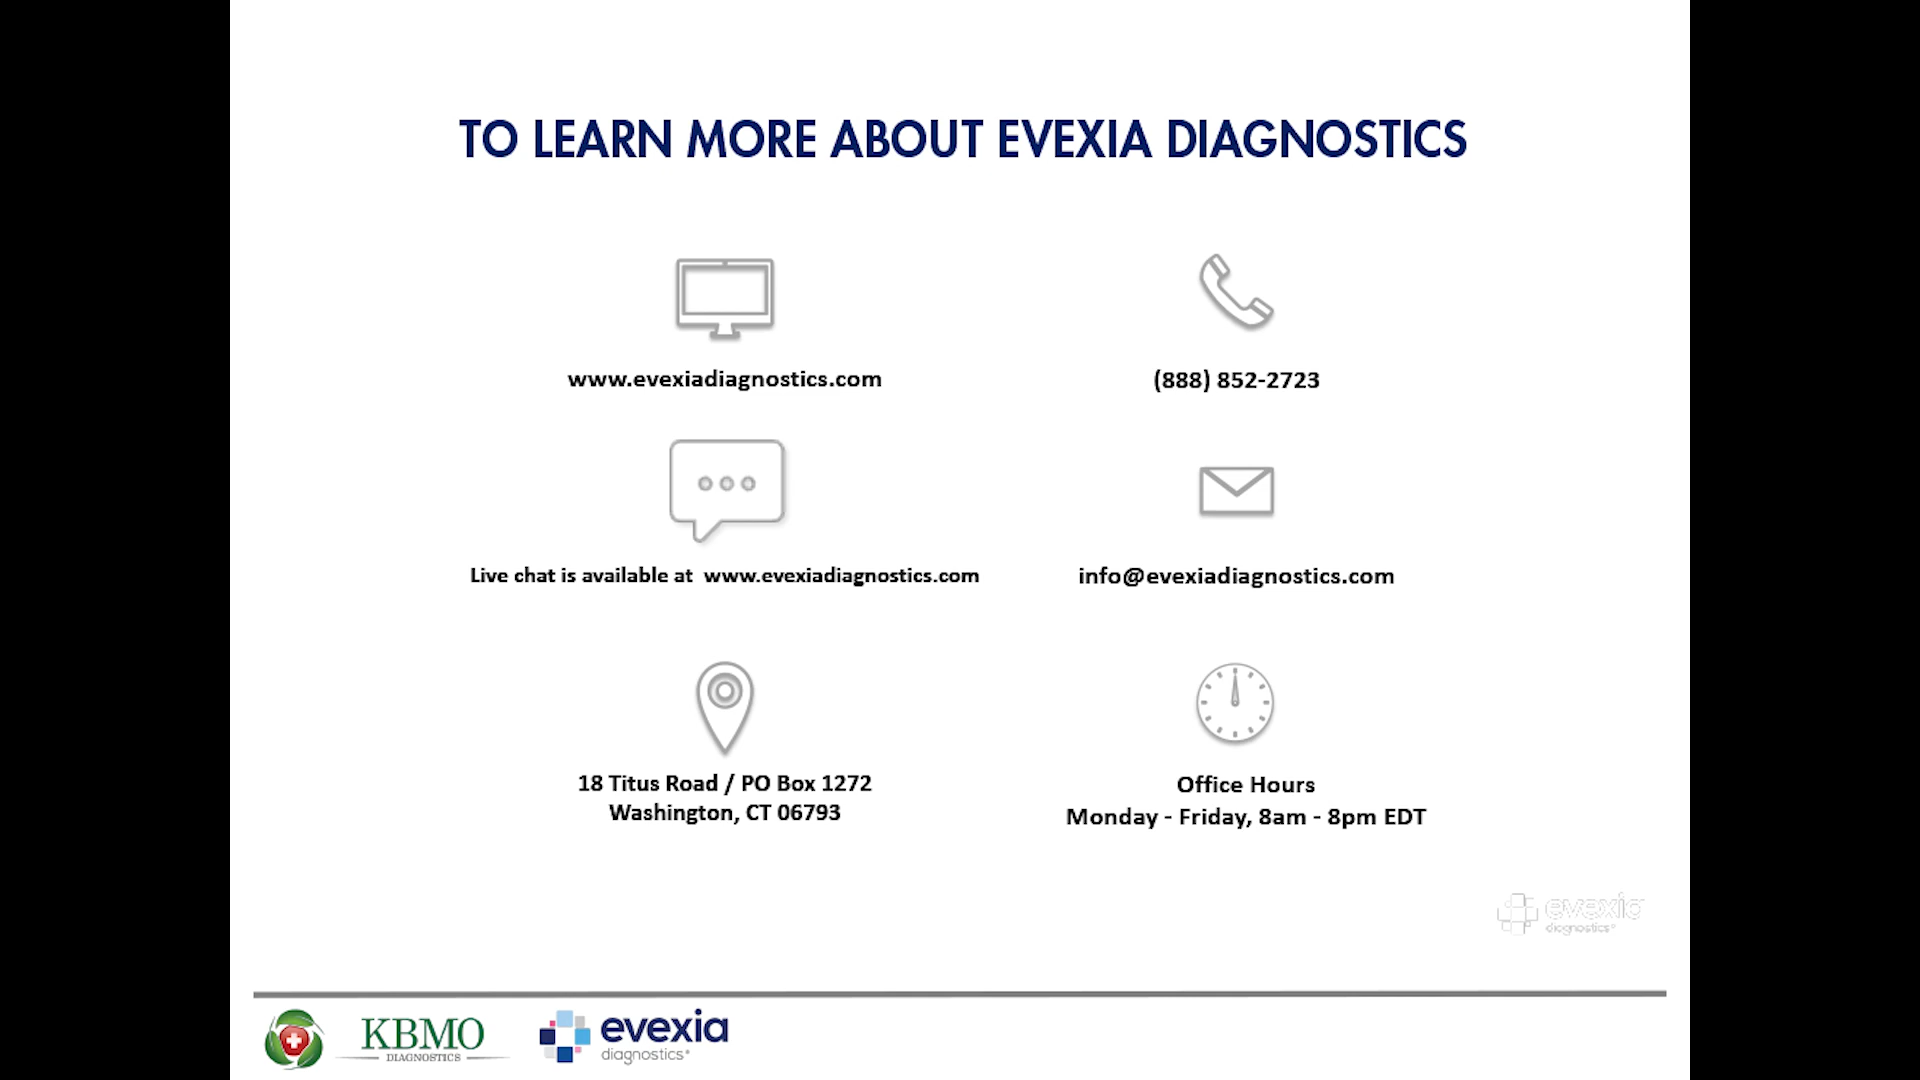 TO LEARN MORE ABOUT EVEXIA DIAGNOSTICS
www.evexiadiagnostics.com
(888) 852-2723
Live chat is available at  www.evexiadiagnostics.com
info@evexiadiagnostics.com
18 Titus Road / PO Box 1272
Washington, CT 06793
Office Hours
Monday - Friday, 8am - 8pm EDT
evexia
diagnostics®
KBMO
DIAGNOSTICS
evexia
diagnostics®